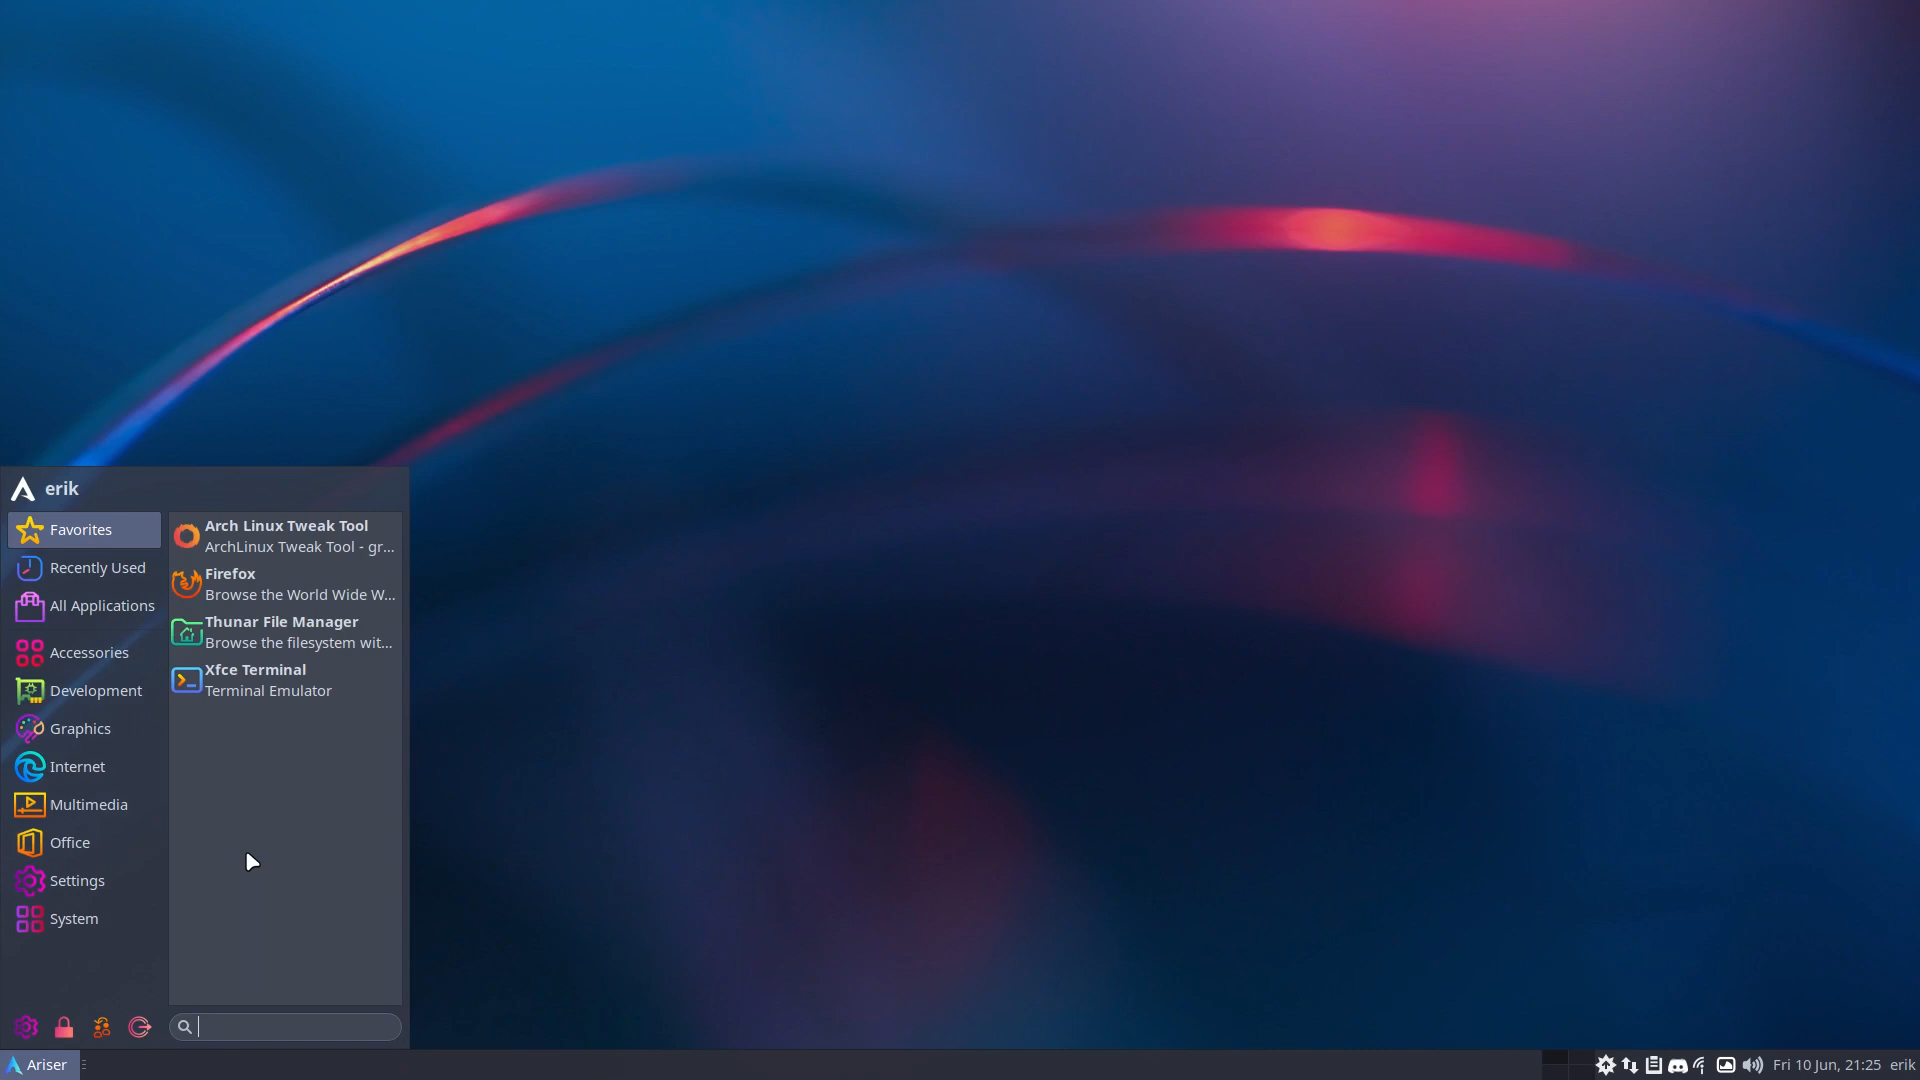 erik
Favorites
Recently Used
All Applications
Accessories
Development
Graphics
Internet
Multimedia
Office
Settings
System
Arch Linux Tweak Tool
ArchLinux Tweak Tool - gr...
Firefox
Browse the World Wide W...
Thunar File Manager
Browse the filesystem wit...
Xfce Terminal
Terminal Emulator
Ariser
Fri 10 Jun, 21:25 erik